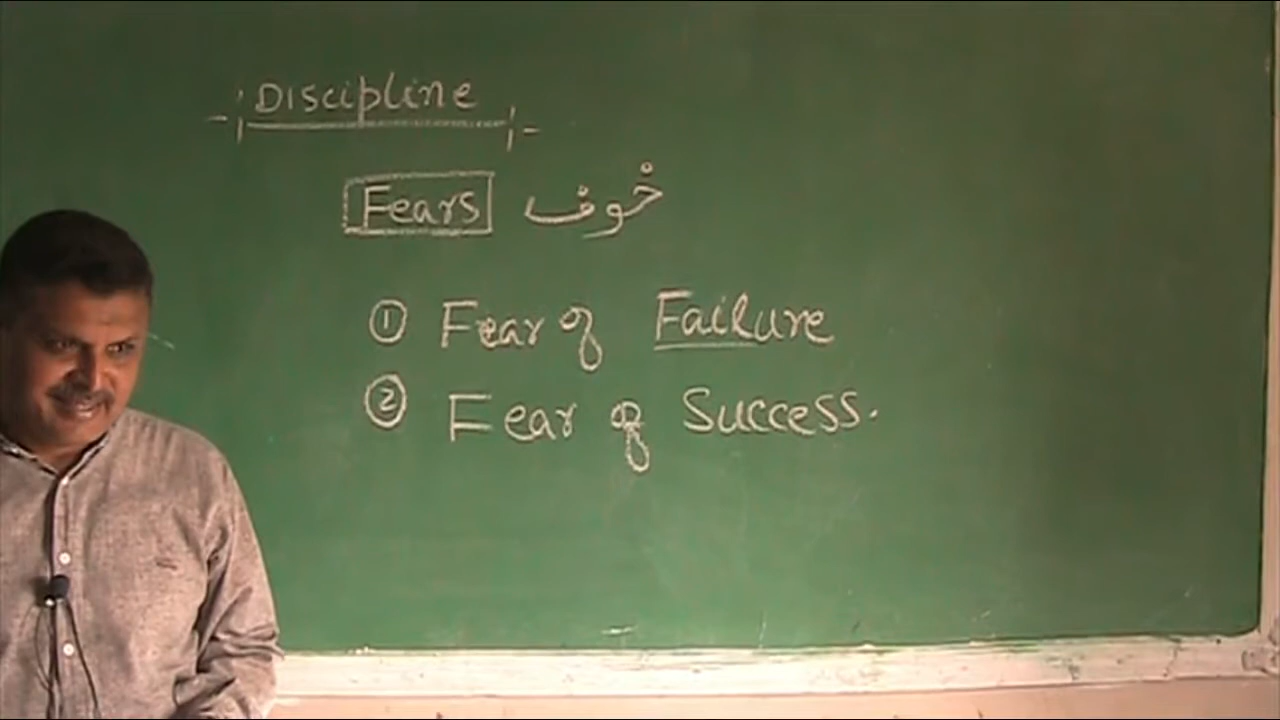 DISCIPLINE
Fears خوف
① Fear of Failure
② Fear of Success.